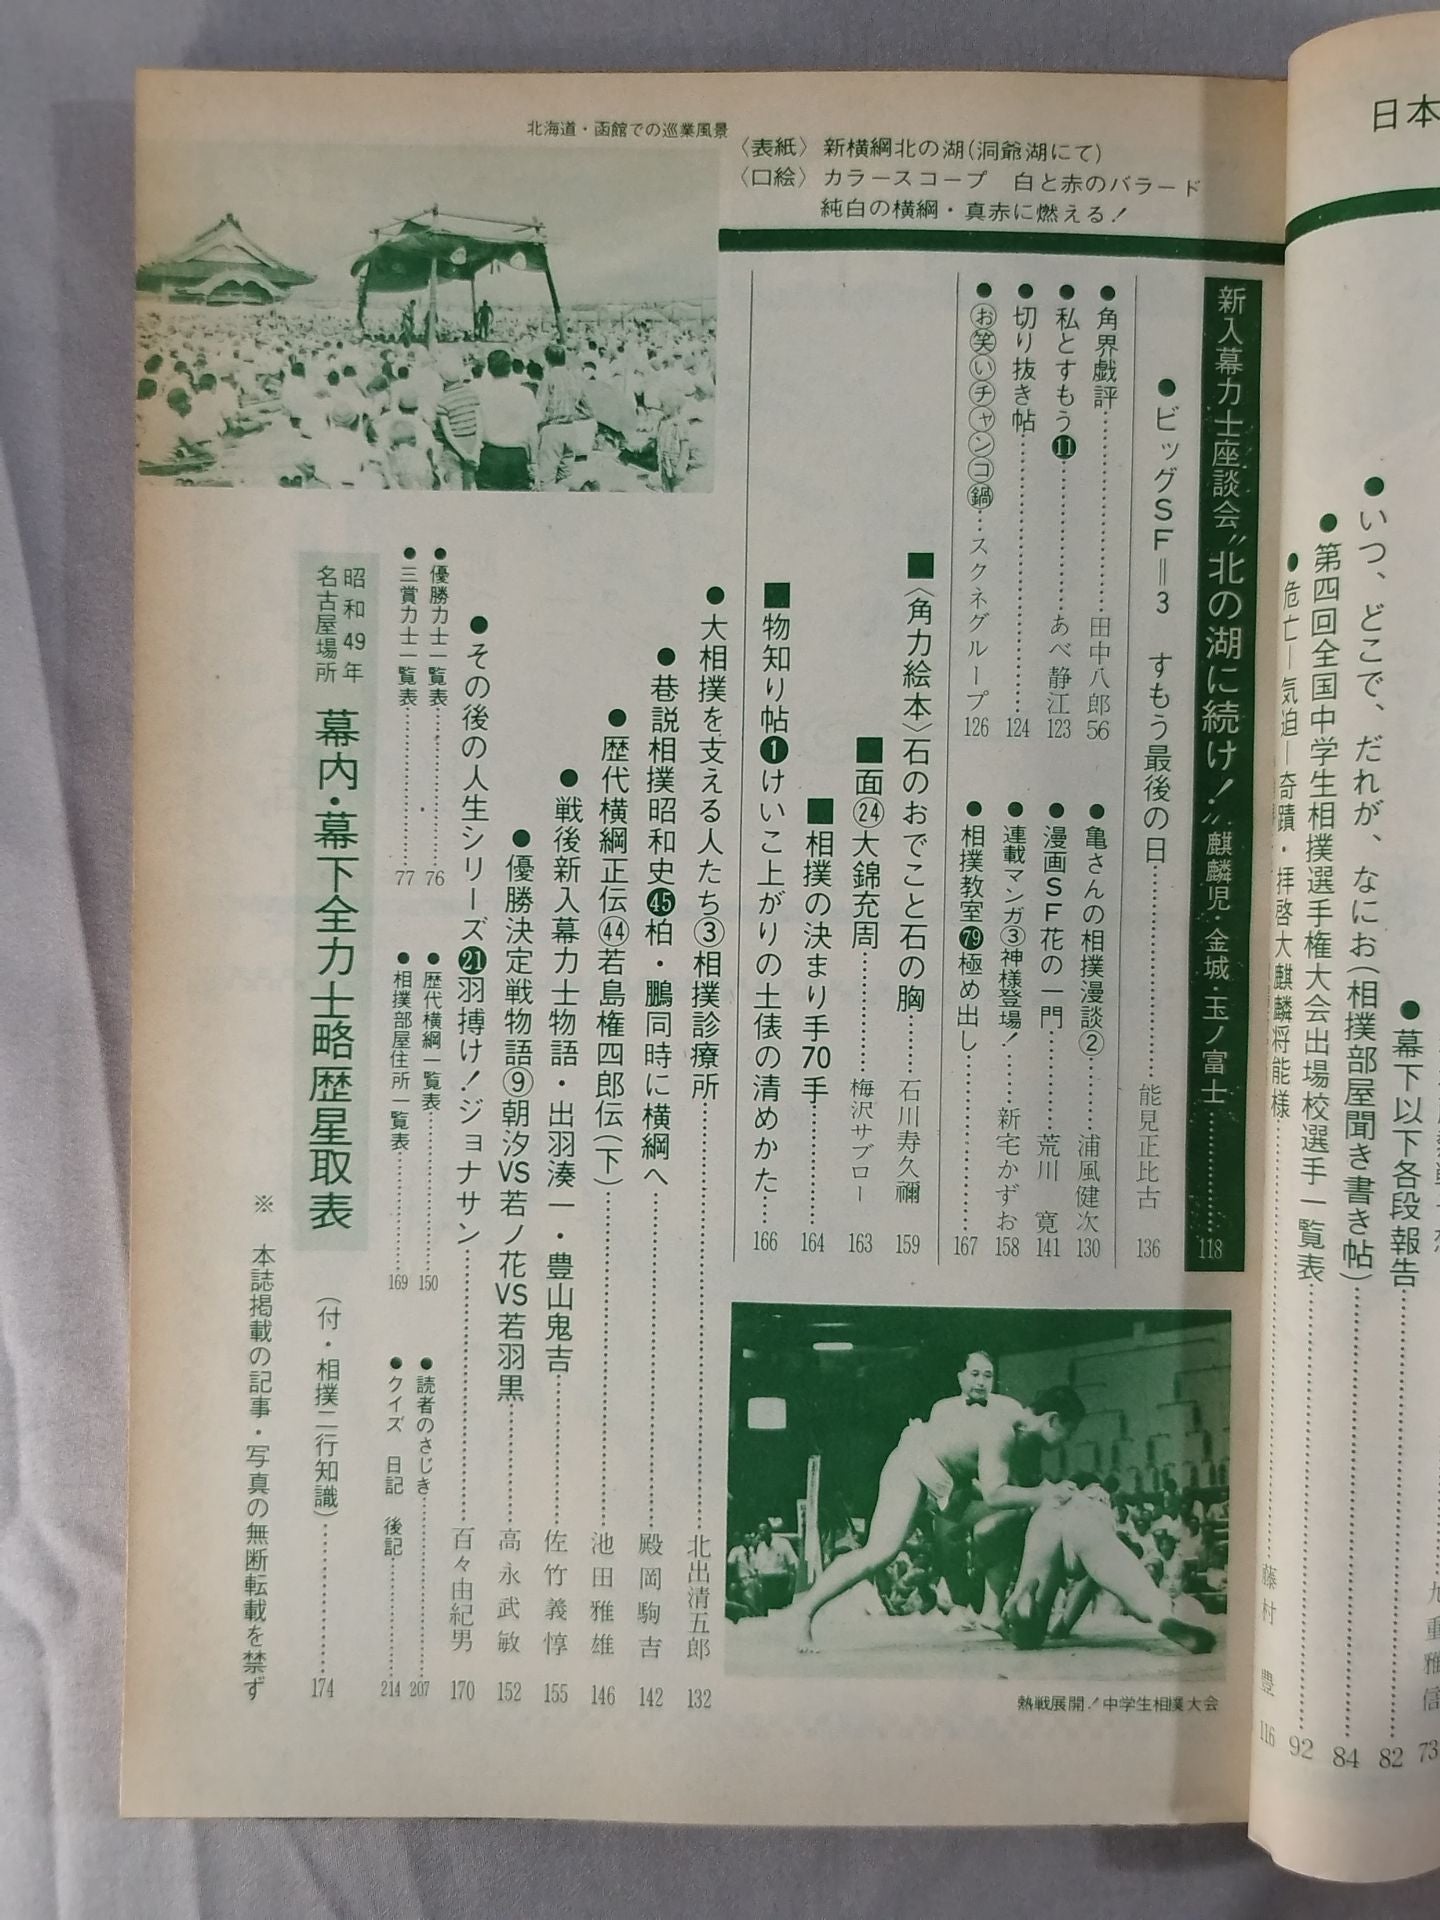 日本
●いつ、どこで、だれが、なにお(相撲部屋聞き書き帖)……84
●幕下以下各段報告……82
73
●第四回全国中学生相撲選手権大会出場校選手一覧表……92
●危亡―気迫―奇蹟・拝啓大麒麟将能様……藤村 豊 116
北海道・函館での巡業風景
〈表紙〉新横綱北の湖(洞爺湖にて)
〈口絵〉カラースコープ 白と赤のバラード
純白の横綱・真赤に燃える!
新入幕力士座談会〝北の湖に続け!〟麒麟児・金城・玉ノ富士……118
●ビッグSF=3 すもう最後の日……能見正比古 136
●角界戯評……田中八郎 56
●私とすもう⓫……あべ静江 123
●切り抜き帖……124
●㋔笑いチャンコ鍋…スクネグループ 126
●亀さんの相撲漫談②……浦風健次 130
●漫画SF花の一門……荒川 寛 141
●連載マンガ③神様登場!……新宅かずお 158
●相撲教室79極め出し……167
■〈角力絵本〉石のおでこと石の胸……石川寿久禰 159
■面㉔大錦充周……梅沢サブロー 163
■相撲の決まり手70手……164
■物知り帖❶けいこ上がりの土俵の清めかた…166
●大相撲を支える人たち③相撲診療所……北出清五郎 132
●巷説相撲昭和史45柏・鵬同時に横綱へ……殿岡駒吉 142
●歴代横綱正伝㊹若島権四郎伝(下)……池田雅雄 146
●戦後新入幕力士物語・出羽湊一・豊山鬼吉……佐竹義惇 155
●優勝決定戦物語⑨朝汐VS若ノ花VS若羽黒……高永武敏 152
●その後の人生シリーズ21羽搏け!ジョナサン……百々由紀男 170
●優勝力士一覧表……76
●三賞力士一覧表……77
●歴代横綱一覧表……150
●相撲部屋住所一覧表……169
●読者のさじき……207
●クイズ 日記 後記……214
昭和49年
名古屋場所
幕内・幕下全力士略歴星取表 (付・相撲二行知識)……174
※ 本誌掲載の記事・写真の無断転載を禁ず
熱戦展開!中学生相撲大会